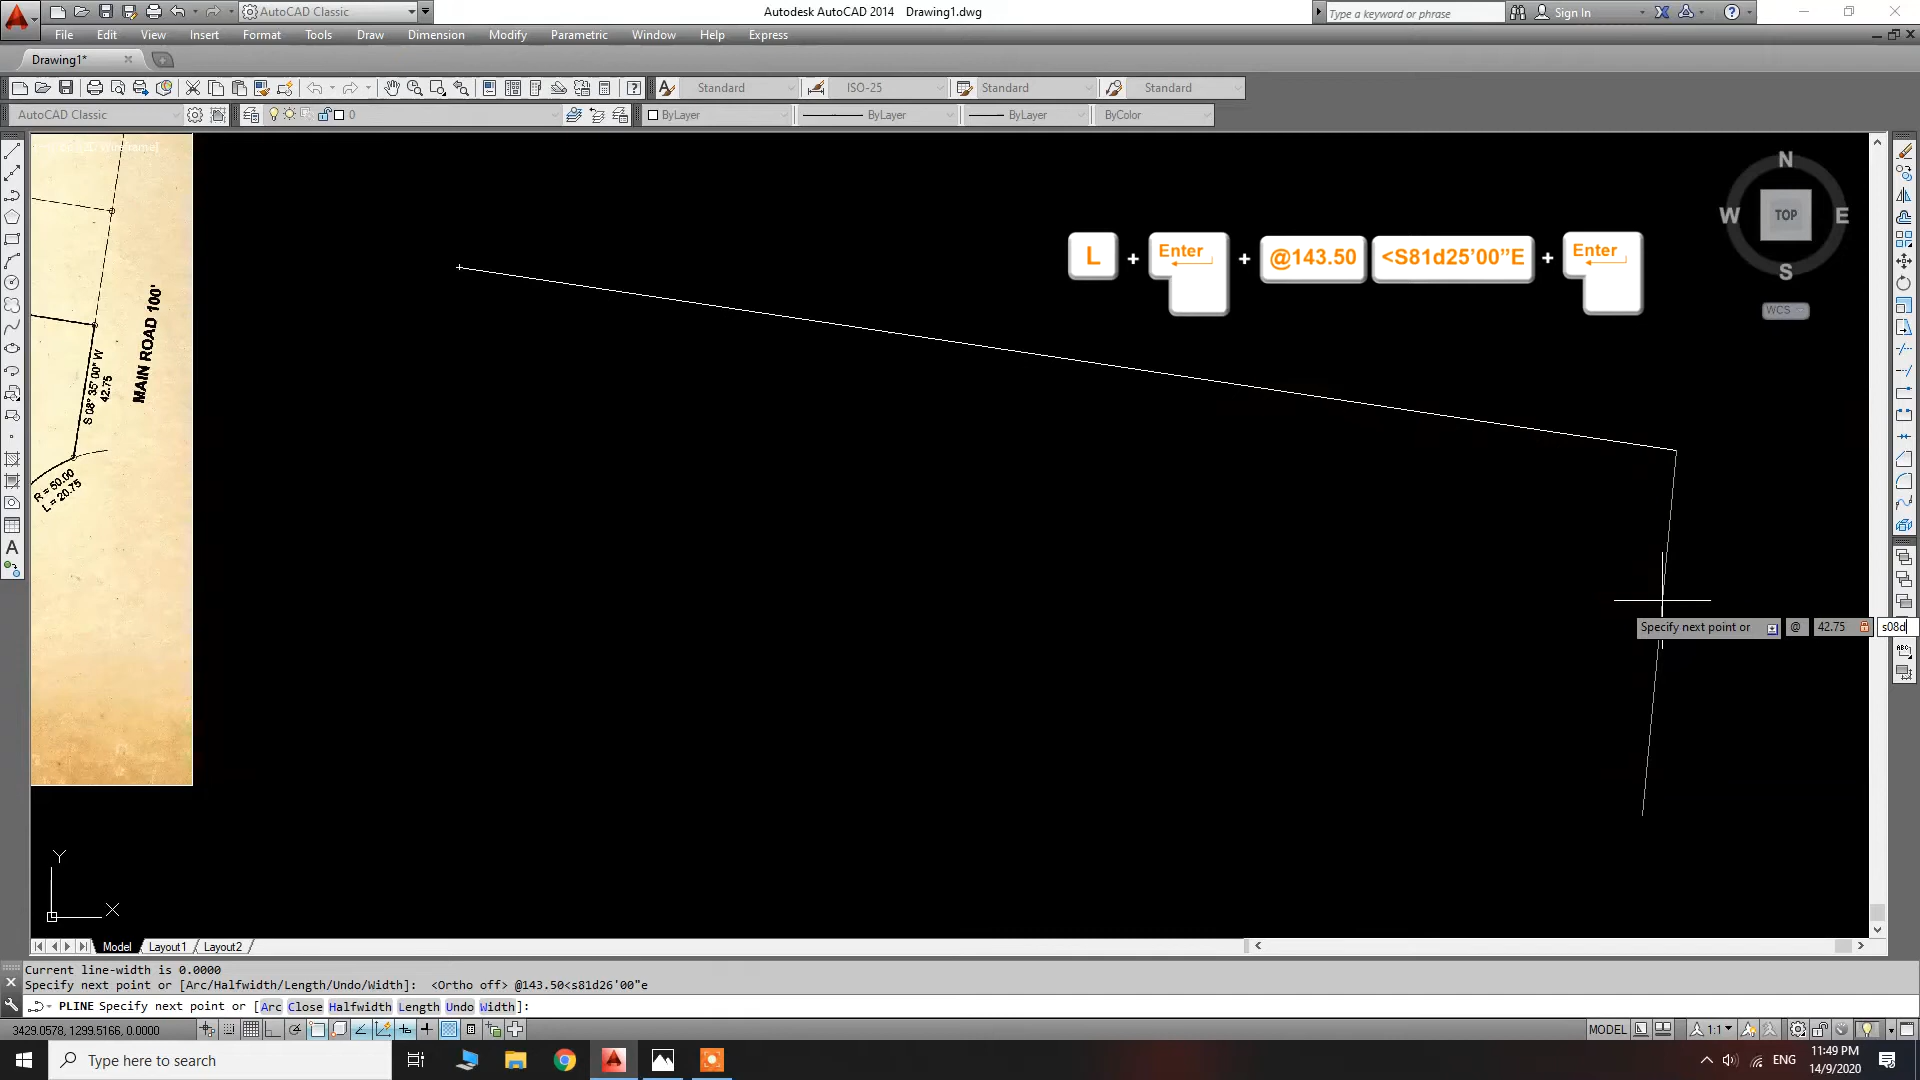 AutoCAD Classic
Autodesk AutoCAD 2014 Drawing1.dwg
Type a keyword or phrase
Sign In
File Edit View Insert Format Tools Draw Dimension Modify Parametric Window Help Express
Drawing1*
Standard ISO-25 Standard Standard
AutoCAD Classic 0 ByLayer ByLayer ByLayer ByColor
MAIN ROAD 100'
S 08° 35' 00" W
42.75
R = 50.00
L = 20.75
L + Enter + @143.50 <S81d25’00”E + Enter
N
W TOP E
S
WCS
Specify next point or @ 42.75 s08d
Y
X
Model Layout1 Layout2
Current line-width is 0.0000
Specify next point or [Arc/Halfwidth/Length/Undo/Width]: <Ortho off> @143.50<s81d26'00"e
PLINE Specify next point or [Arc Close Halfwidth Length Undo Width]:
3429.0578, 1299.5166, 0.0000
MODEL 1:1
Type here to search
ENG
11:49 PM
14/9/2020